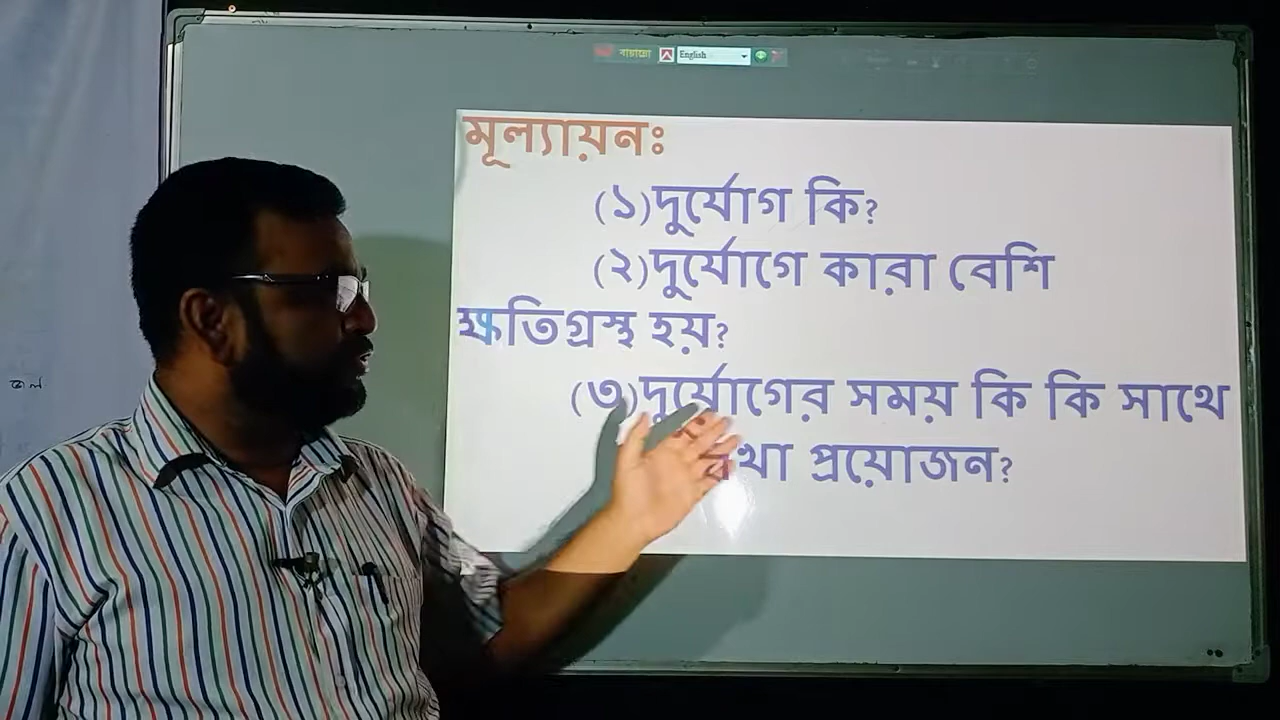 বায়ান্নো English
মূল্যায়নঃ
(১)দুর্যোগ কি?
(২)দুর্যোগে কারা বেশি
ক্ষতিগ্রস্থ হয়?
(৩)দুর্যোগের সময় কি কি সাথে
প্রয়োজন?